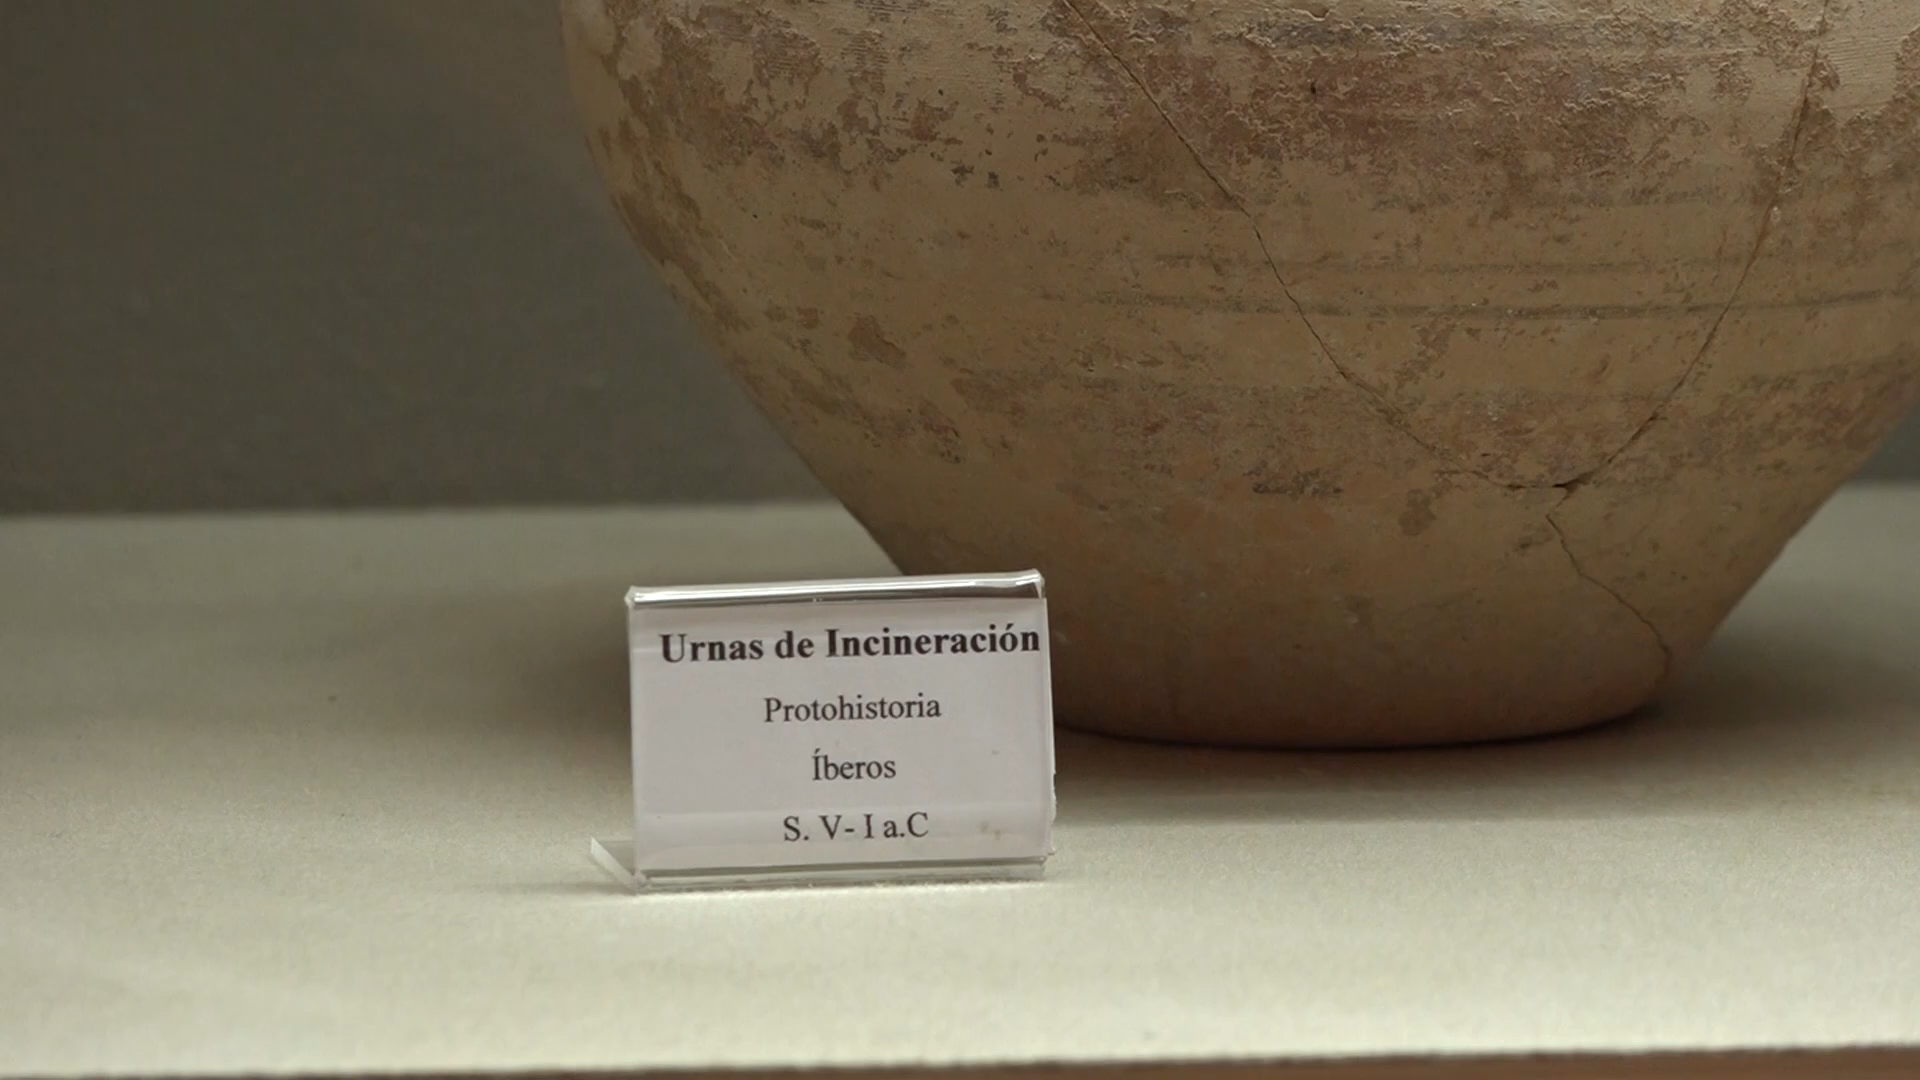 Urnas de Incineración
Protohistoria
Íberos
S. V- I a.C